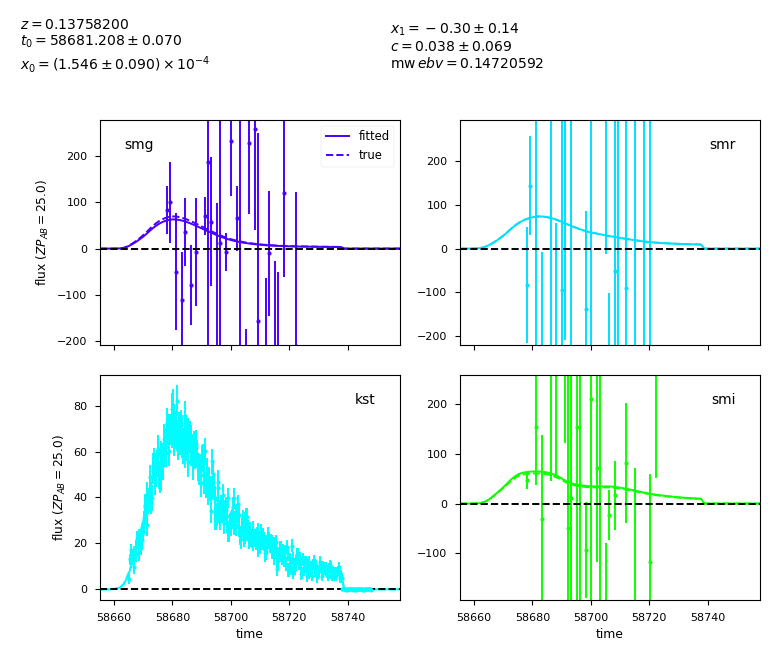 z = 0.13758200
t₀ = 58681.208 ± 0.070
x₀ = (1.546 ± 0.090) × 10⁻⁴
x₁ = −0.30 ± 0.14
c = 0.038 ± 0.069
mw ebv = 0.14720592
smg
fitted
true
flux (ZP_AB = 25.0)
200
100
0
−100
−200
smr
200
100
0
−100
−200
kst
flux (ZP_AB = 25.0)
80
60
40
20
0
58660 58680 58700 58720 58740
time
smi
200
100
0
−100
58660 58680 58700 58720 58740
time